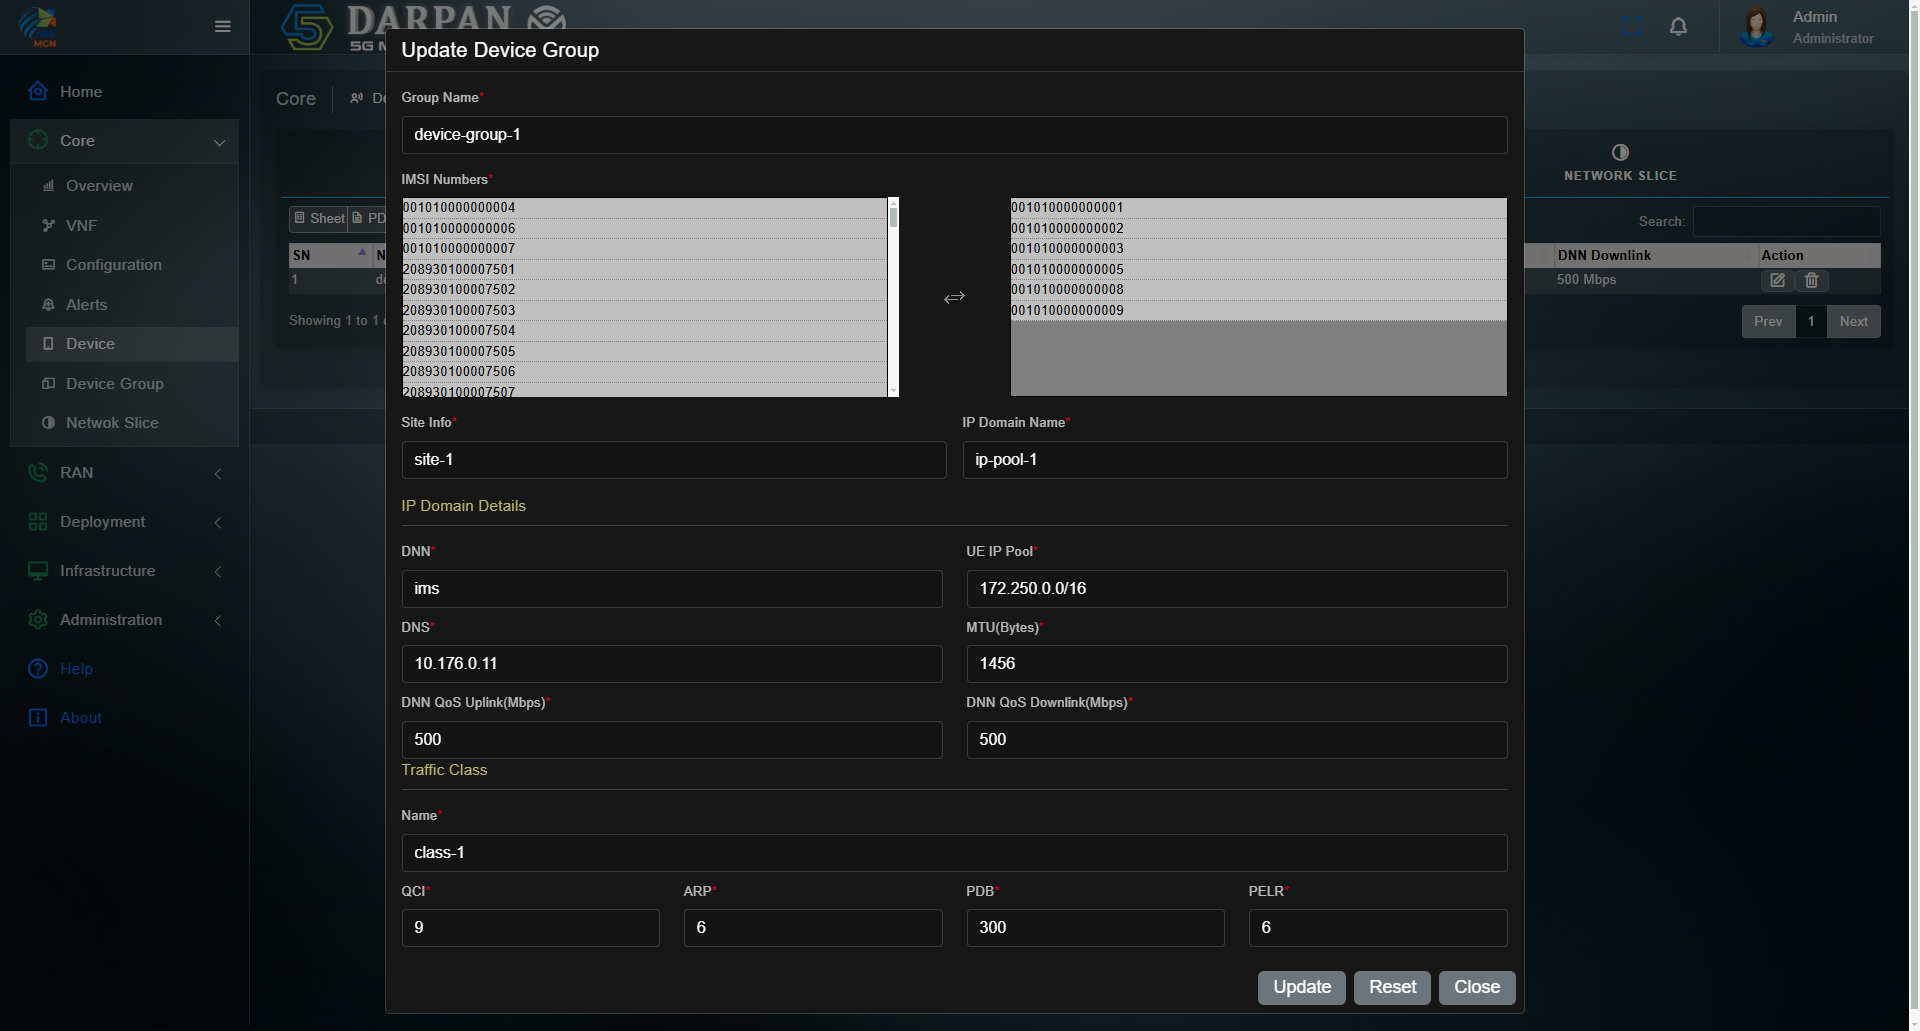 MCN
Home
Core
Overview
VNF
Configuration
Alerts
Device
Device Group
Netwok Slice
RAN
Deployment
Infrastructure
Administration
Help
About
5 DARPAN
5G
Admin
Administrator
Core
Sheet
SN
1
Showing 1 to 1
NETWORK SLICE
Search:
DNN Downlink Action
500 Mbps
Prev 1 Next
Update Device Group
Group Name*
device-group-1
IMSI Numbers*
001010000000004
001010000000006
001010000000007
208930100007501
208930100007502
208930100007503
208930100007504
208930100007505
208930100007506
208930100007507
001010000000001
001010000000002
001010000000003
001010000000005
001010000000008
001010000000009
Site Info* IP Domain Name*
site-1 ip-pool-1
IP Domain Details
DNN* UE IP Pool*
ims 172.250.0.0/16
DNS* MTU(Bytes)*
10.176.0.11 1456
DNN QoS Uplink(Mbps)* DNN QoS Downlink(Mbps)*
500 500
Traffic Class
Name*
class-1
QCI* ARP* PDB* PELR*
9 6 300 6
Update Reset Close